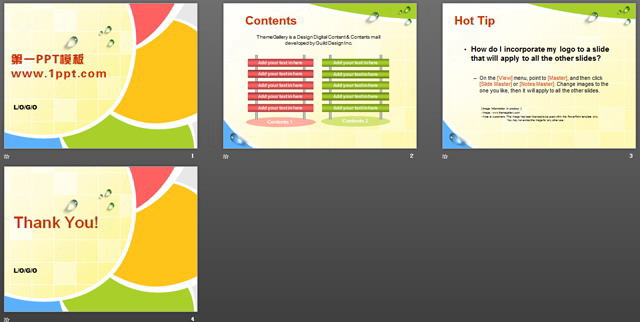 第一PPT模板
www.1ppt.com
L/O/G/O
1
Contents
ThemeGallery is a Design Digital Content & Contents mall
developed by Guild Design Inc.
Add your text in here
Add your text in here
Add your text in here
Add your text in here
Add your text in here
Contents 1
Add your text in here
Add your text in here
Add your text in here
Add your text in here
Add your text in here
Contents 2
2
Hot Tip
• How do I incorporate my logo to a slide
that will apply to all the other slides?
– On the [View] menu, point to [Master], and then click
[Slide Master] or [Notes Master]. Change images to the
one you like, then it will apply to all the other slides.
3
Thank You!
L/O/G/O
4